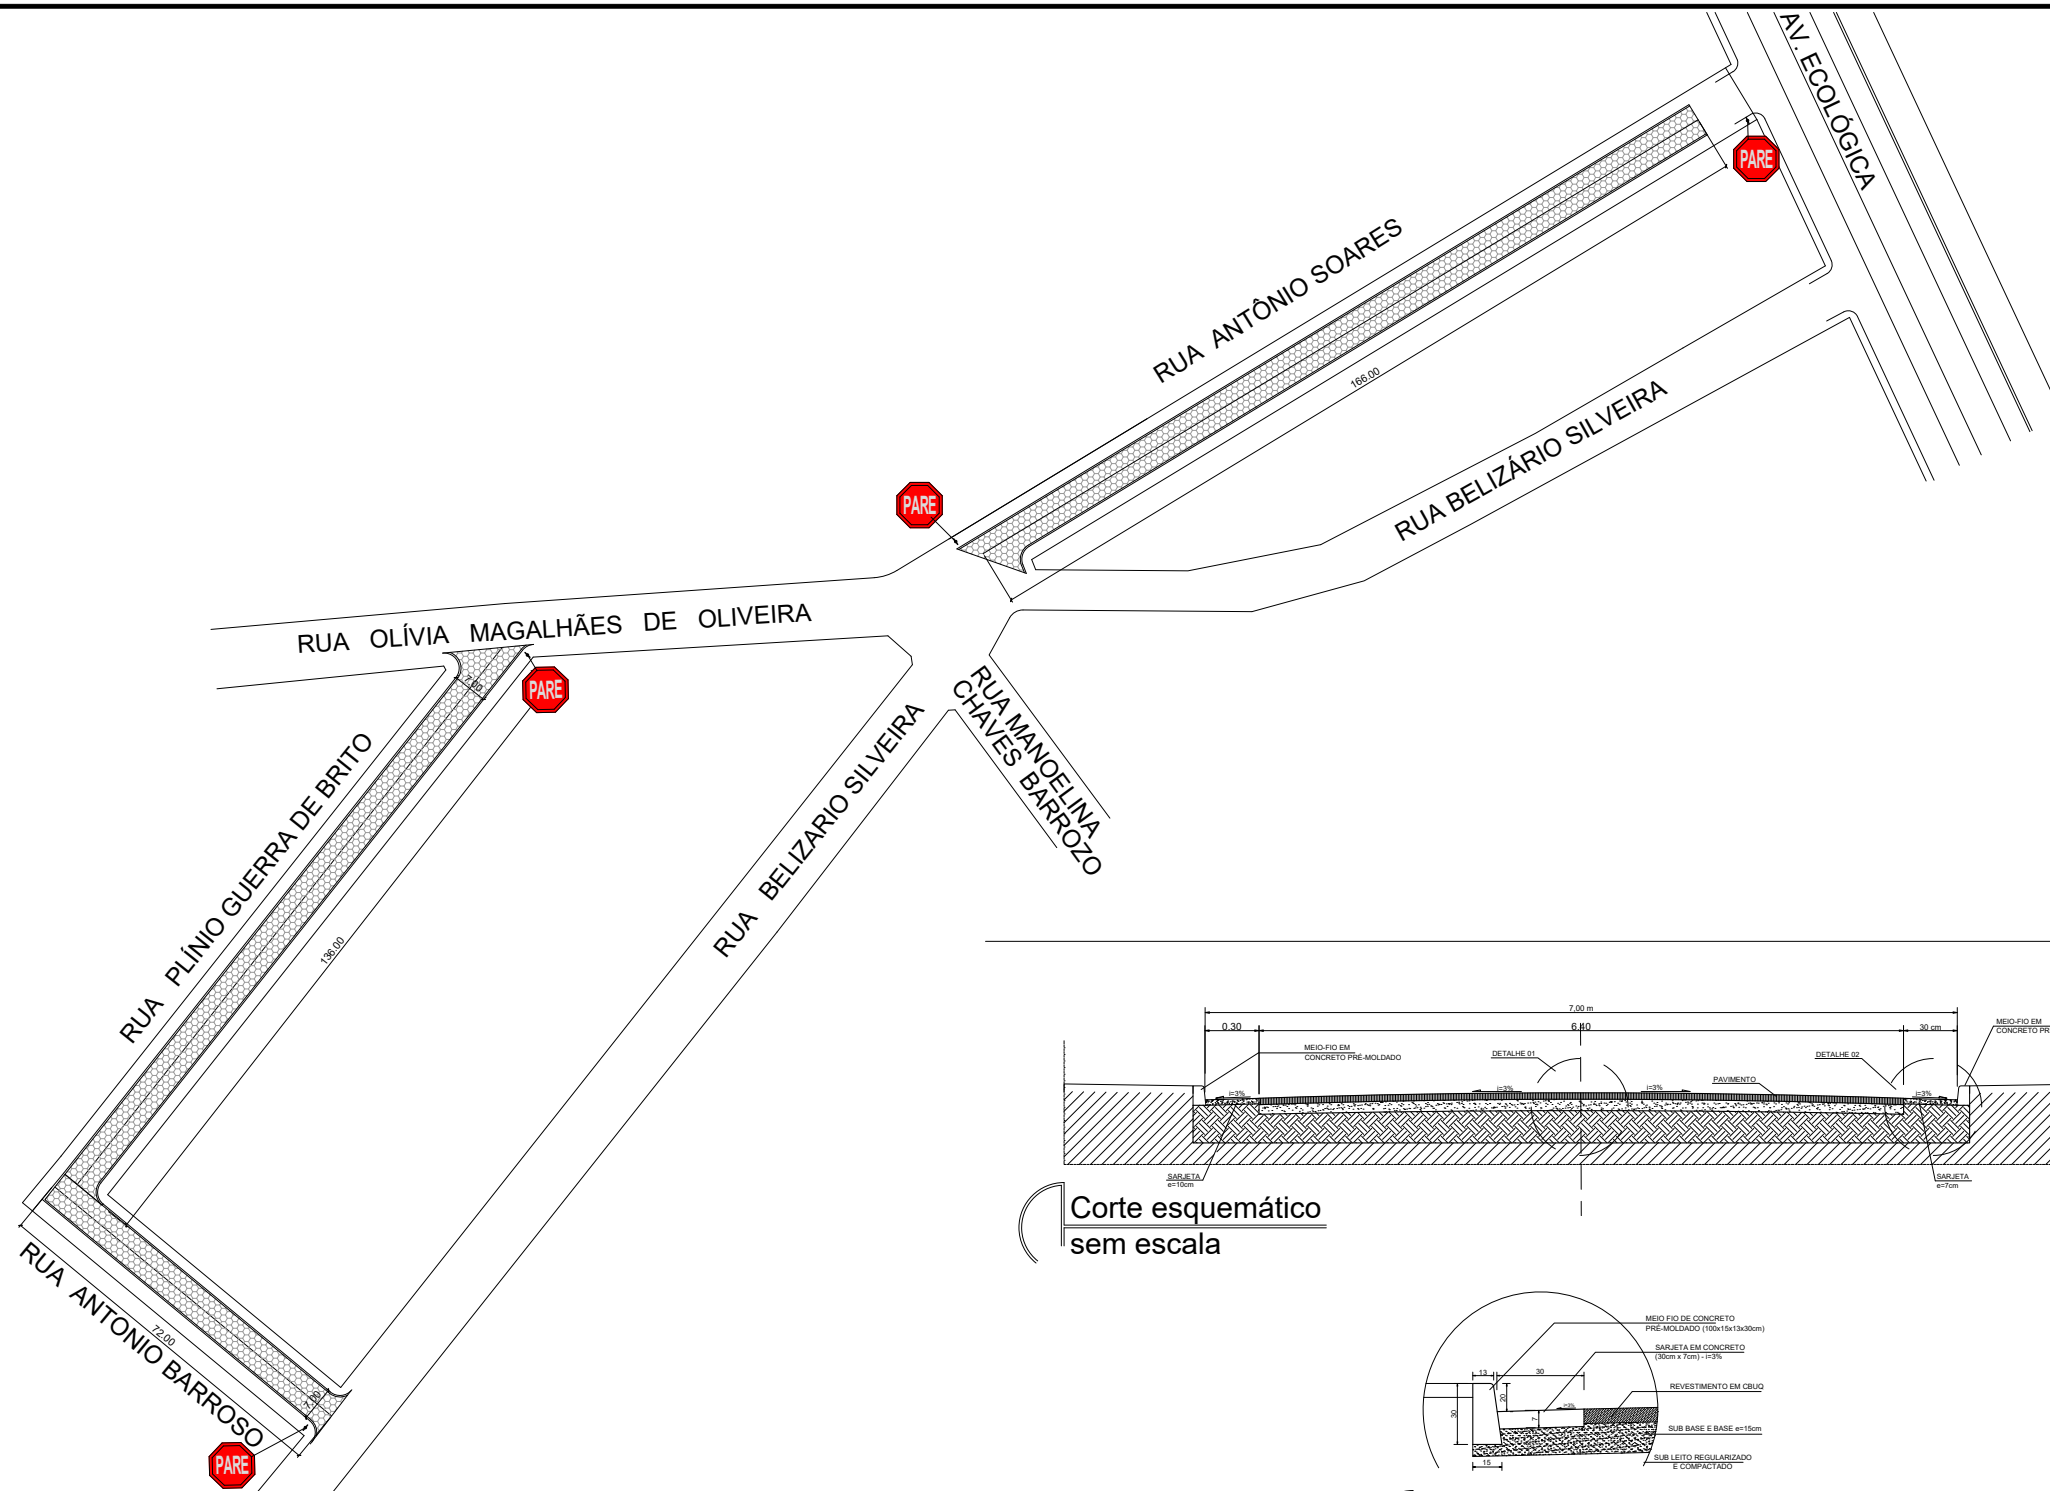 AV. ECOLÓGICA
PARE
RUA ANTÔNIO SOARES
166.00
RUA BELIZÁRIO SILVEIRA
PARE
RUA OLÍVIA MAGALHÃES DE OLIVEIRA
PARE
7.00
RUA MANOELINA
CHAVES BARROZO
RUA PLÍNIO GUERRA DE BRITO
136.00
RUA BELIZARIO SILVEIRA
RUA ANTONIO BARROSO
72.00
7.00
PARE
7,00 m
0.30
6.40
30 cm
MEIO-FIO EM
CONCRETO PRÉ-MOLDADO
DETALHE 01
DETALHE 02
MEIO-FIO EM
CONCRETO PR
PAVIMENTO
i=3%
i=3%
i=3%
i=3%
SARJETA
e=10cm
SARJETA
e=7cm
Corte esquemático
sem escala
MEIO FIO DE CONCRETO
PRÉ-MOLDADO (100x15x13x30cm)
SARJETA EM CONCRETO
(30cm x 7cm) - i=3%
REVESTIMENTO EM CBUQ
SUB BASE E BASE e=15cm
SUB LEITO REGULARIZADO
E COMPACTADO
13
30
20
30
7
15